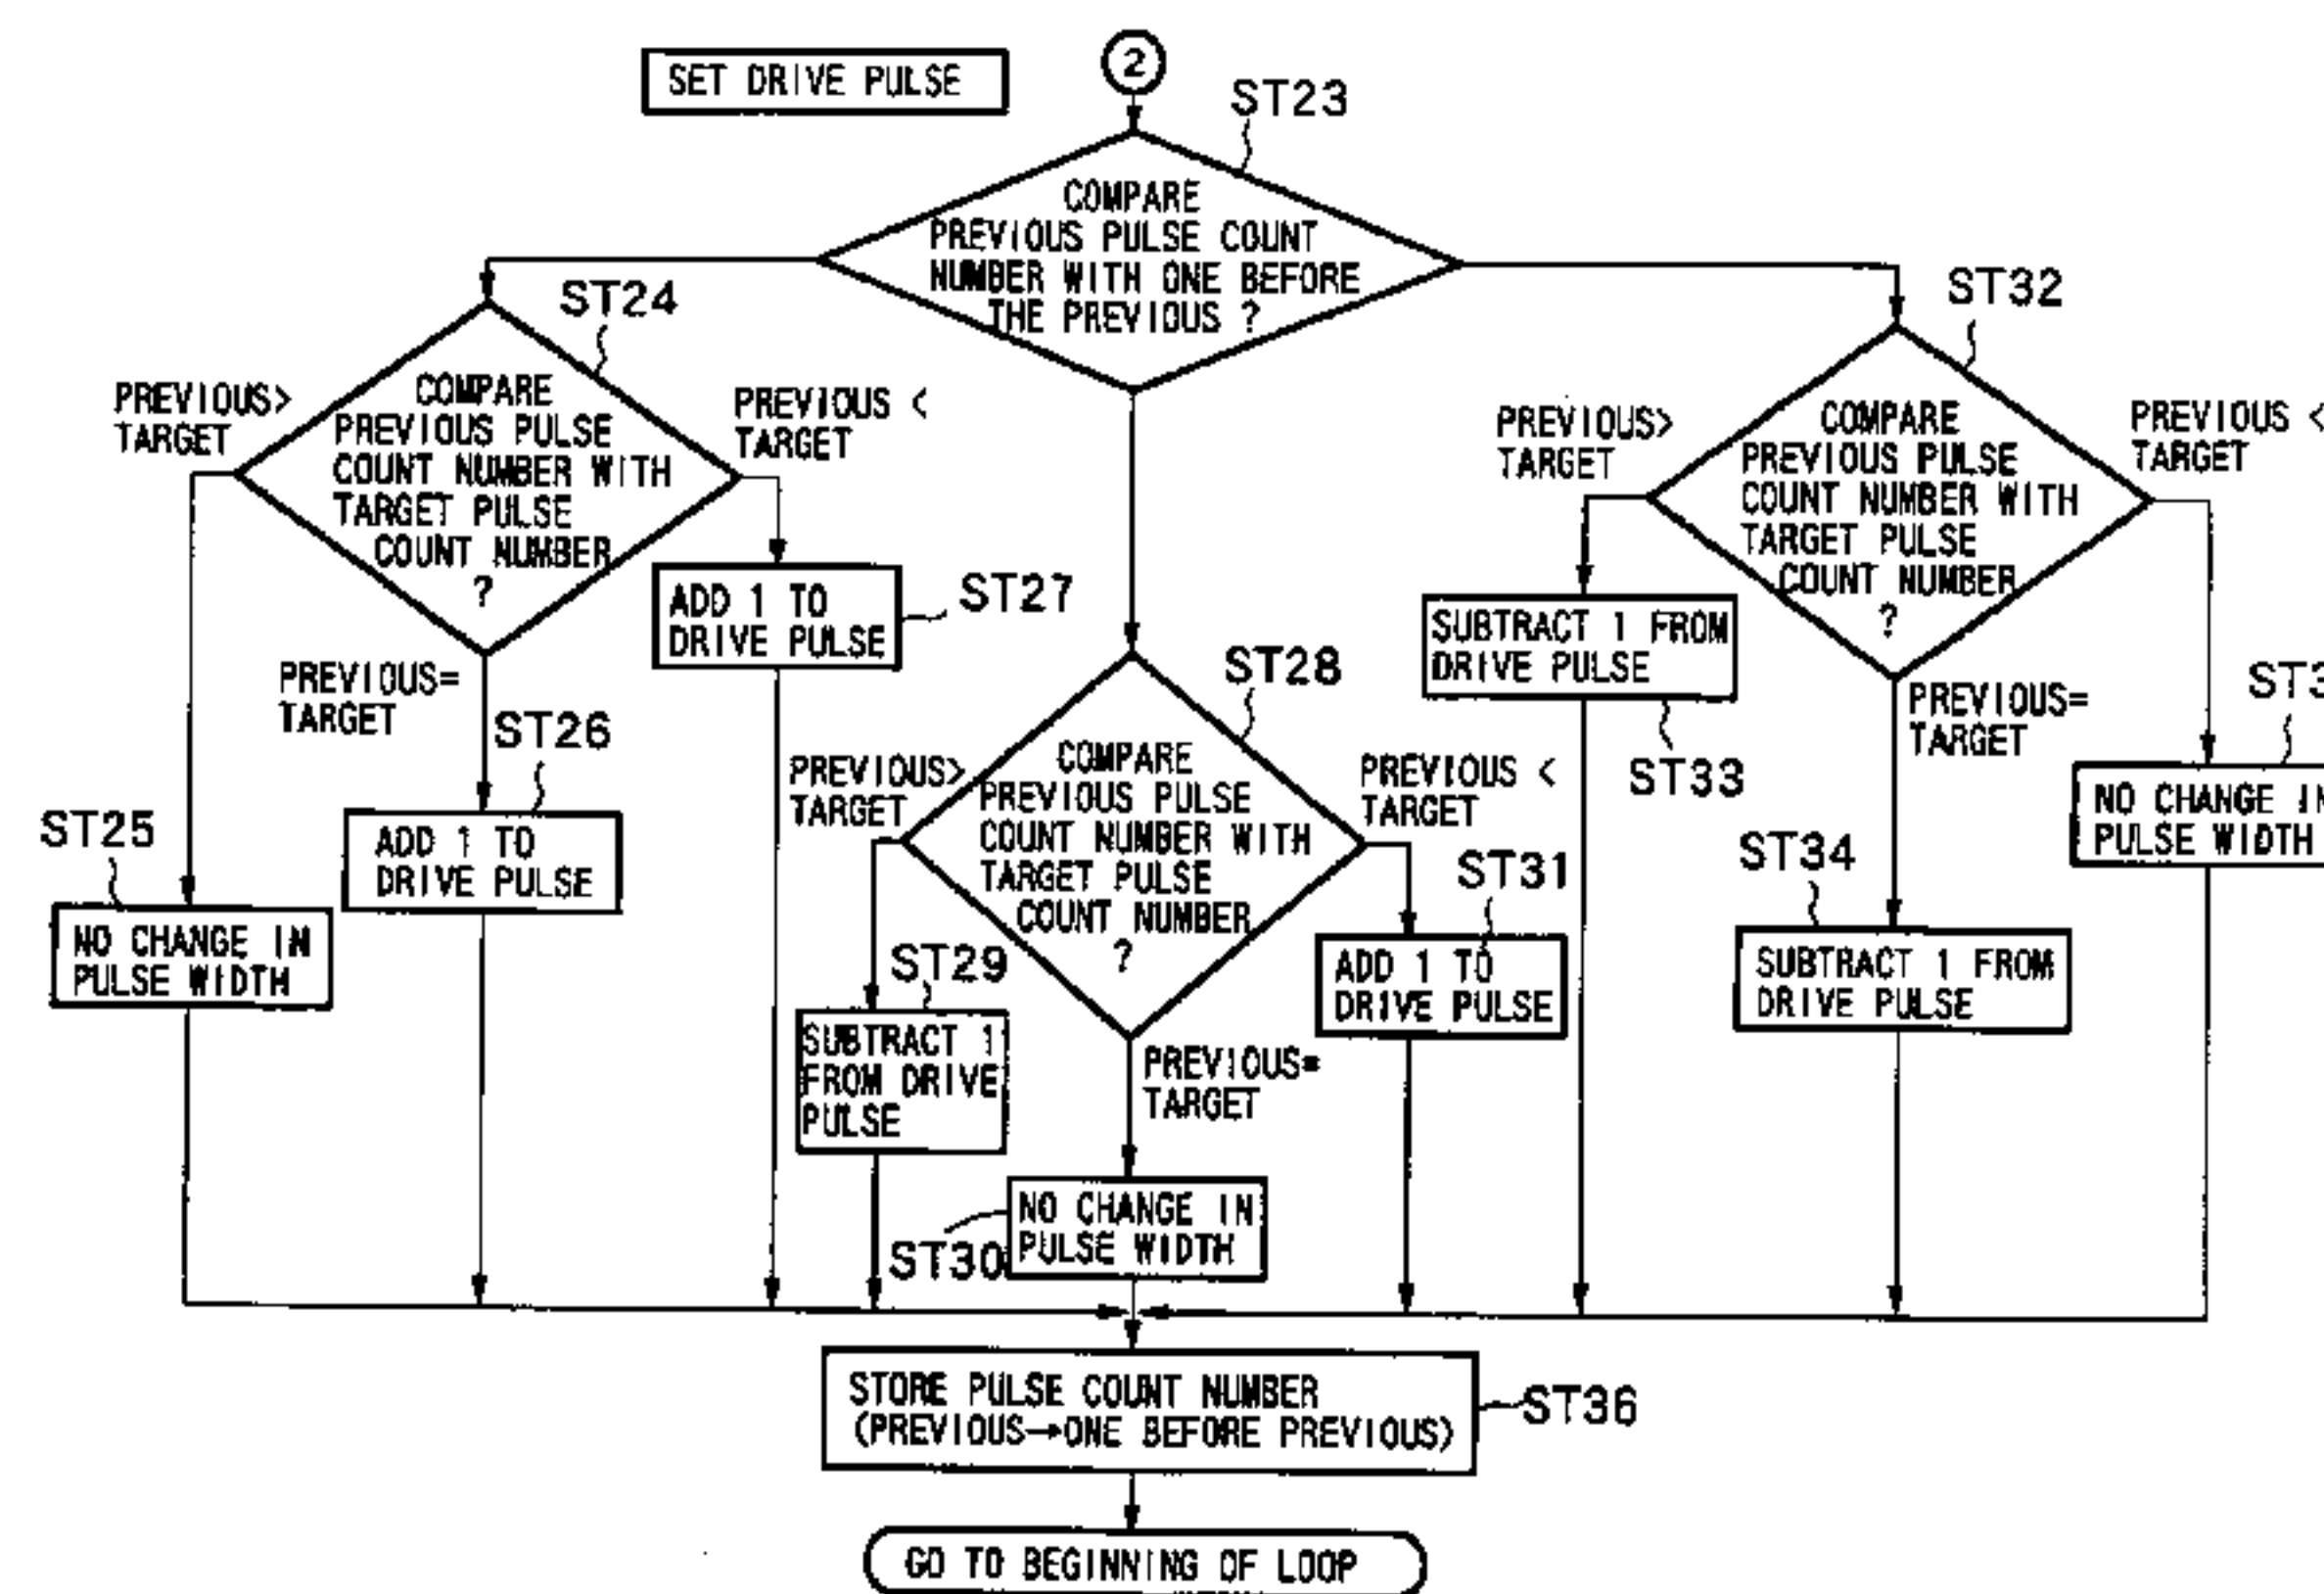 SET DRIVE PULSE
2
ST23
COMPARE
PREVIOUS PULSE COUNT
NUMBER WITH ONE BEFORE
THE PREVIOUS ?
ST24
PREVIOUS>
TARGET
COMPARE
PREVIOUS PULSE
COUNT NUMBER WITH
TARGET PULSE
COUNT NUMBER
?
PREVIOUS <
TARGET
PREVIOUS=
TARGET
ST25
NO CHANGE IN
PULSE WIDTH
ST26
ADD 1 TO
DRIVE PULSE
ADD 1 TO
DRIVE PULSE
ST27
ST28
PREVIOUS>
TARGET
COMPARE
PREVIOUS PULSE
COUNT NUMBER WITH
TARGET PULSE
COUNT NUMBER
?
PREVIOUS <
TARGET
PREVIOUS=
TARGET
ST29
SUBTRACT 1
FROM DRIVE
PULSE
ST30
NO CHANGE IN
PULSE WIDTH
ST31
ADD 1 TO
DRIVE PULSE
ST32
PREVIOUS>
TARGET
COMPARE
PREVIOUS PULSE
COUNT NUMBER WITH
TARGET PULSE
COUNT NUMBER
?
PREVIOUS <
TARGET
PREVIOUS=
TARGET
SUBTRACT 1 FROM
DRIVE PULSE
ST33
ST34
SUBTRACT 1 FROM
DRIVE PULSE
NO CHANGE
PULSE WIDTH
STORE PULSE COUNT NUMBER
(PREVIOUS→ONE BEFORE PREVIOUS)
ST36
GO TO BEGINNING OF LOOP